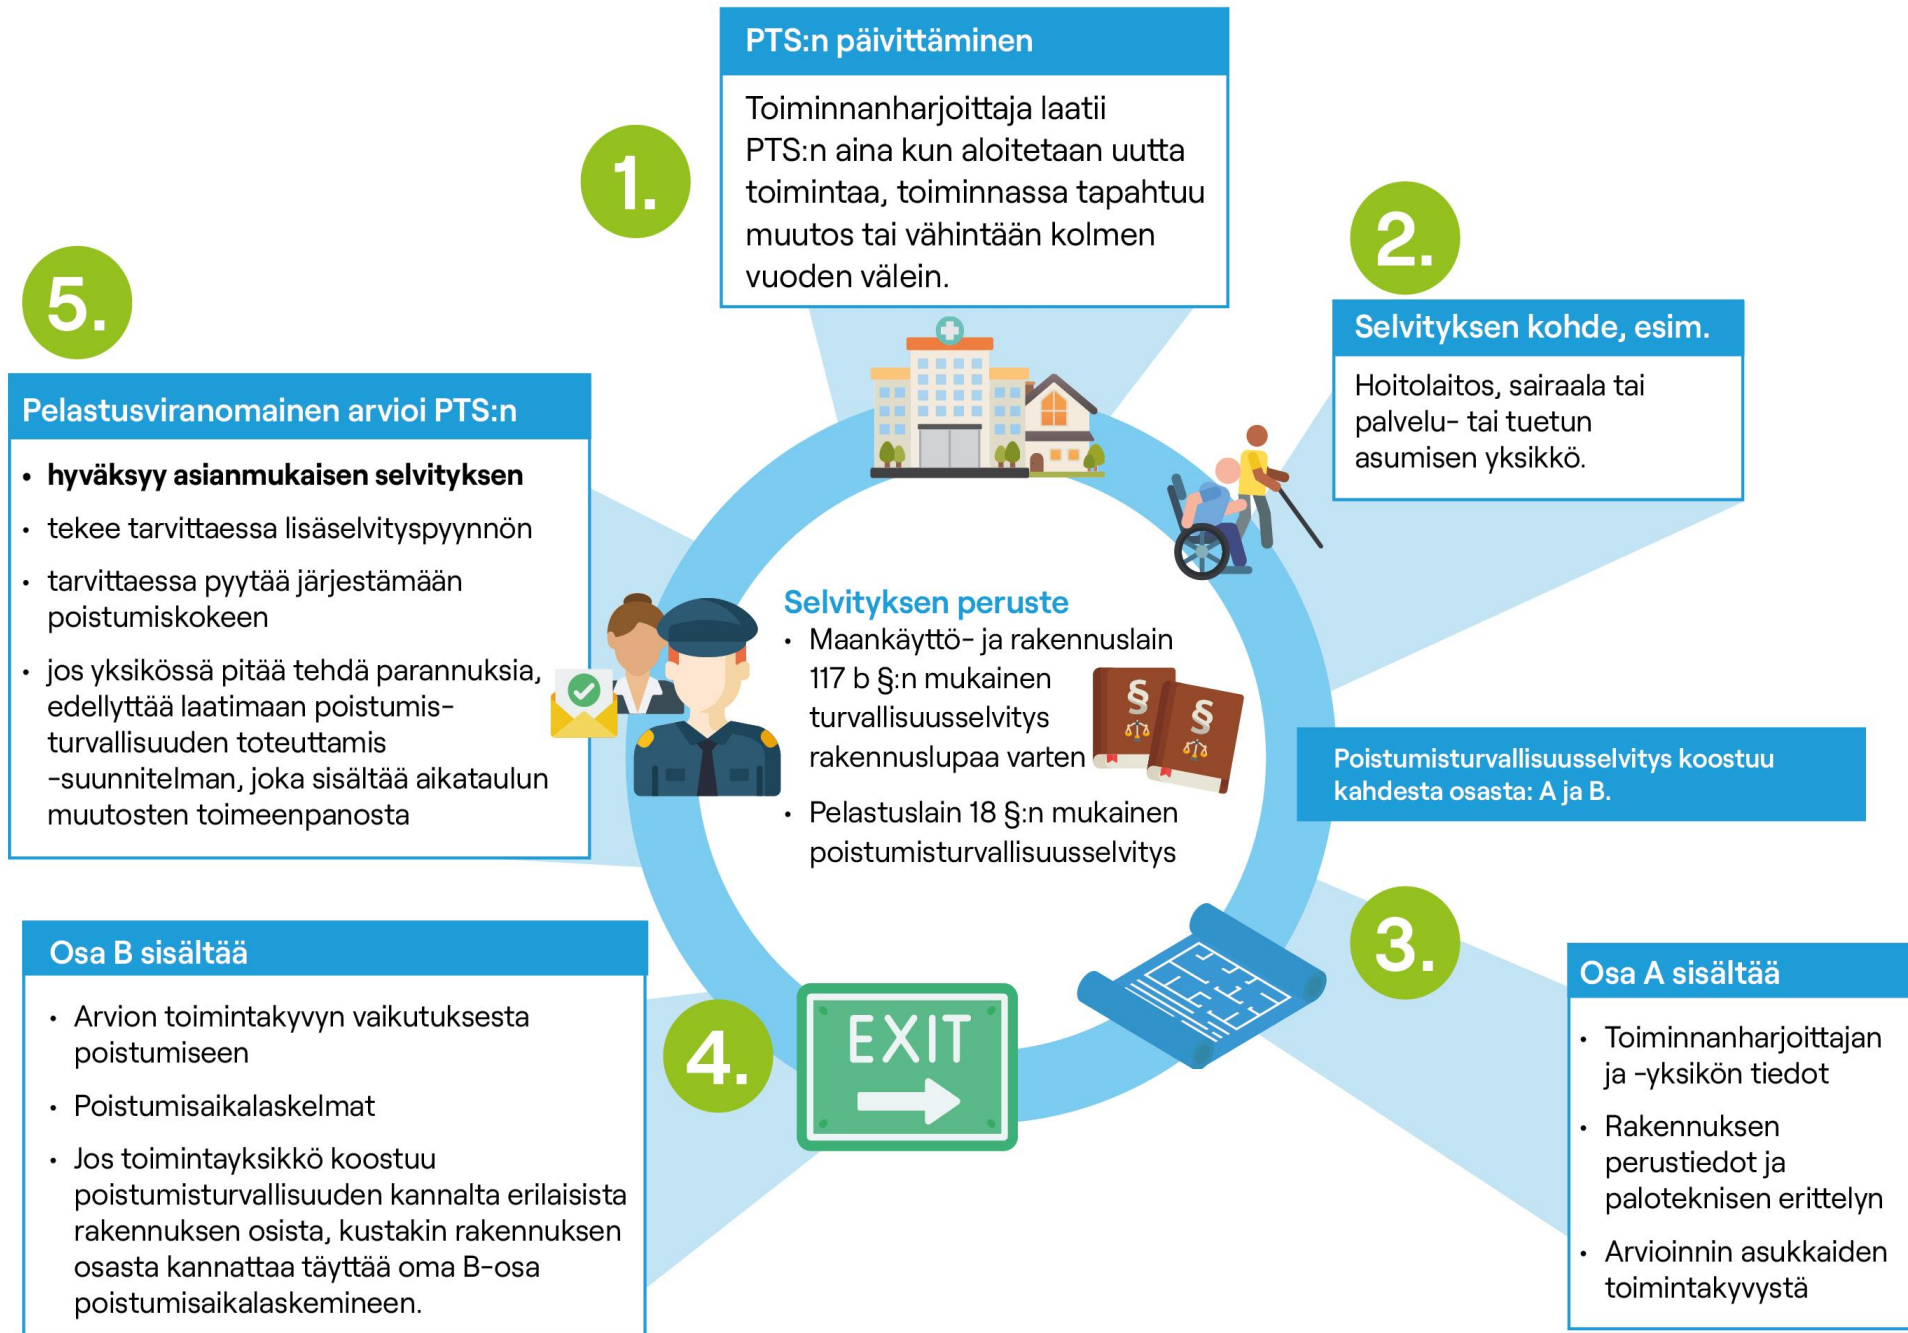 1.
PTS:n päivittäminen
Toiminnanharjoittaja laatii
PTS:n aina kun aloitetaan uutta
toimintaa, toiminnassa tapahtuu
muutos tai vähintään kolmen
vuoden välein.
2.
Selvityksen kohde, esim.
Hoitolaitos, sairaala tai
palvelu- tai tuetun
asumisen yksikkö.
Selvityksen peruste
• Maankäyttö- ja rakennuslain
117 b §:n mukainen
turvallisuusselvitys
rakennuslupaa varten
• Pelastuslain 18 §:n mukainen
poistumisturvallisuusselvitys
§
§
Poistumisturvallisuusselvitys koostuu
kahdesta osasta: A ja B.
3.
Osa A sisältää
• Toiminnanharjoittajan
ja -yksikön tiedot
• Rakennuksen
perustiedot ja
paloteknisen erittelyn
• Arvioinnin asukkaiden
toimintakyvystä
4.
EXIT
Osa B sisältää
• Arvion toimintakyvyn vaikutuksesta
poistumiseen
• Poistumisaikalaskelmat
• Jos toimintayksikkö koostuu
poistumisturvallisuuden kannalta erilaisista
rakennuksen osista, kustakin rakennuksen
osasta kannattaa täyttää oma B-osa
poistumisaikalaskemineen.
5.
Pelastusviranomainen arvioi PTS:n
• hyväksyy asianmukaisen selvityksen
• tekee tarvittaessa lisäselvityspyynnön
• tarvittaessa pyytää järjestämään
poistumiskokeen
• jos yksikössä pitää tehdä parannuksia,
edellyttää laatimaan poistumis-
turvallisuuden toteuttamis
-suunnitelman, joka sisältää aikataulun
muutosten toimeenpanosta